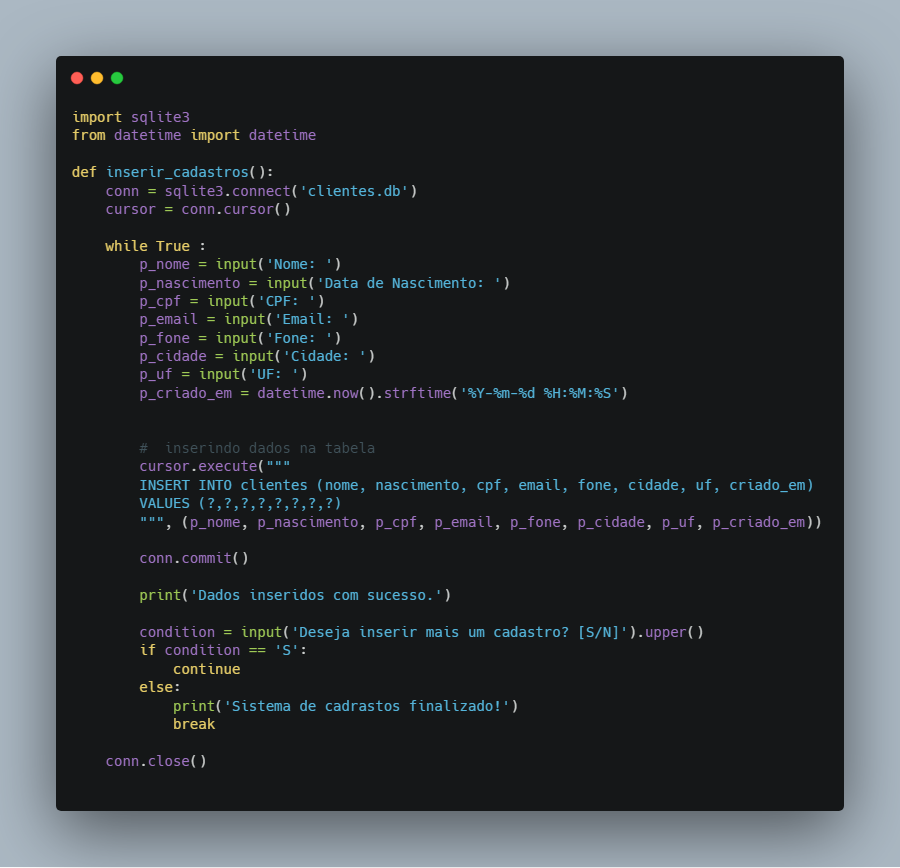 import sqlite3
from datetime import datetime

def inserir_cadastros():
    conn = sqlite3.connect('clientes.db')
    cursor = conn.cursor()

    while True :
        p_nome = input('Nome: ')
        p_nascimento = input('Data de Nascimento: ')
        p_cpf = input('CPF: ')
        p_email = input('Email: ')
        p_fone = input('Fone: ')
        p_cidade = input('Cidade: ')
        p_uf = input('UF: ')
        p_criado_em = datetime.now().strftime('%Y-%m-%d %H:%M:%S')


        #  inserindo dados na tabela
        cursor.execute("""
        INSERT INTO clientes (nome, nascimento, cpf, email, fone, cidade, uf, criado_em)
        VALUES (?,?,?,?,?,?,?,?)
        """, (p_nome, p_nascimento, p_cpf, p_email, p_fone, p_cidade, p_uf, p_criado_em))

        conn.commit()

        print('Dados inseridos com sucesso.')

        condition = input('Deseja inserir mais um cadastro? [S/N]').upper()
        if condition == 'S':
            continue
        else:
            print('Sistema de cadrastos finalizado!')
            break

    conn.close()